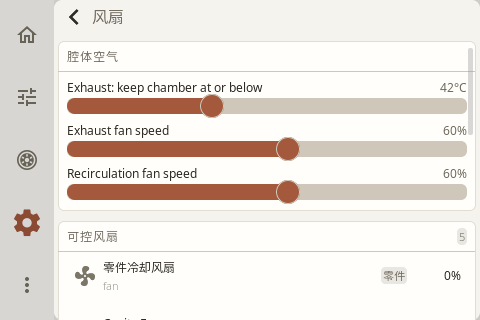 风扇
腔体空气
Exhaust: keep chamber at or below 42°C
Exhaust fan speed 60%
Recirculation fan speed 60%
可控风扇 5
零件冷却风扇 零件 0%
fan